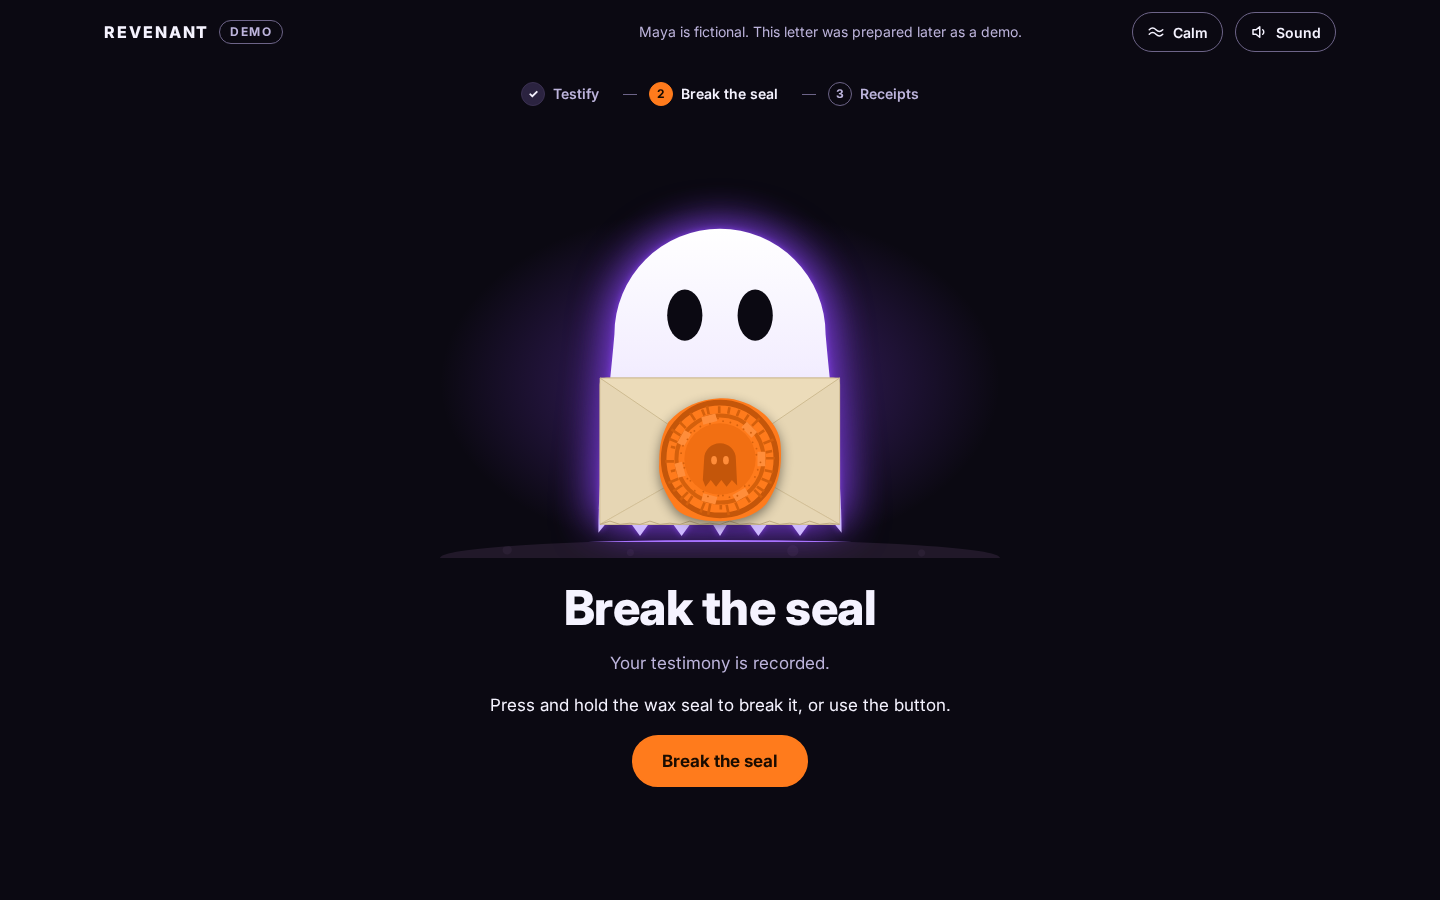 REVENANT DEMO
Maya is fictional. This letter was prepared later as a demo.
Calm
Sound
Testify
2 Break the seal
3 Receipts
Break the seal
Your testimony is recorded.
Press and hold the wax seal to break it, or use the button.
Break the seal